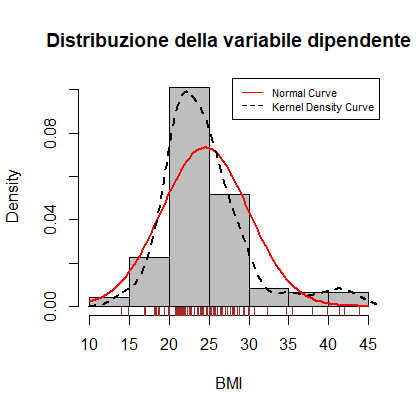 Distribuzione della variabile dipendente
Normal Curve
Kernel Density Curve
Density
0.08
0.04
0.00
10 15 20 25 30 35 40 45
BMI